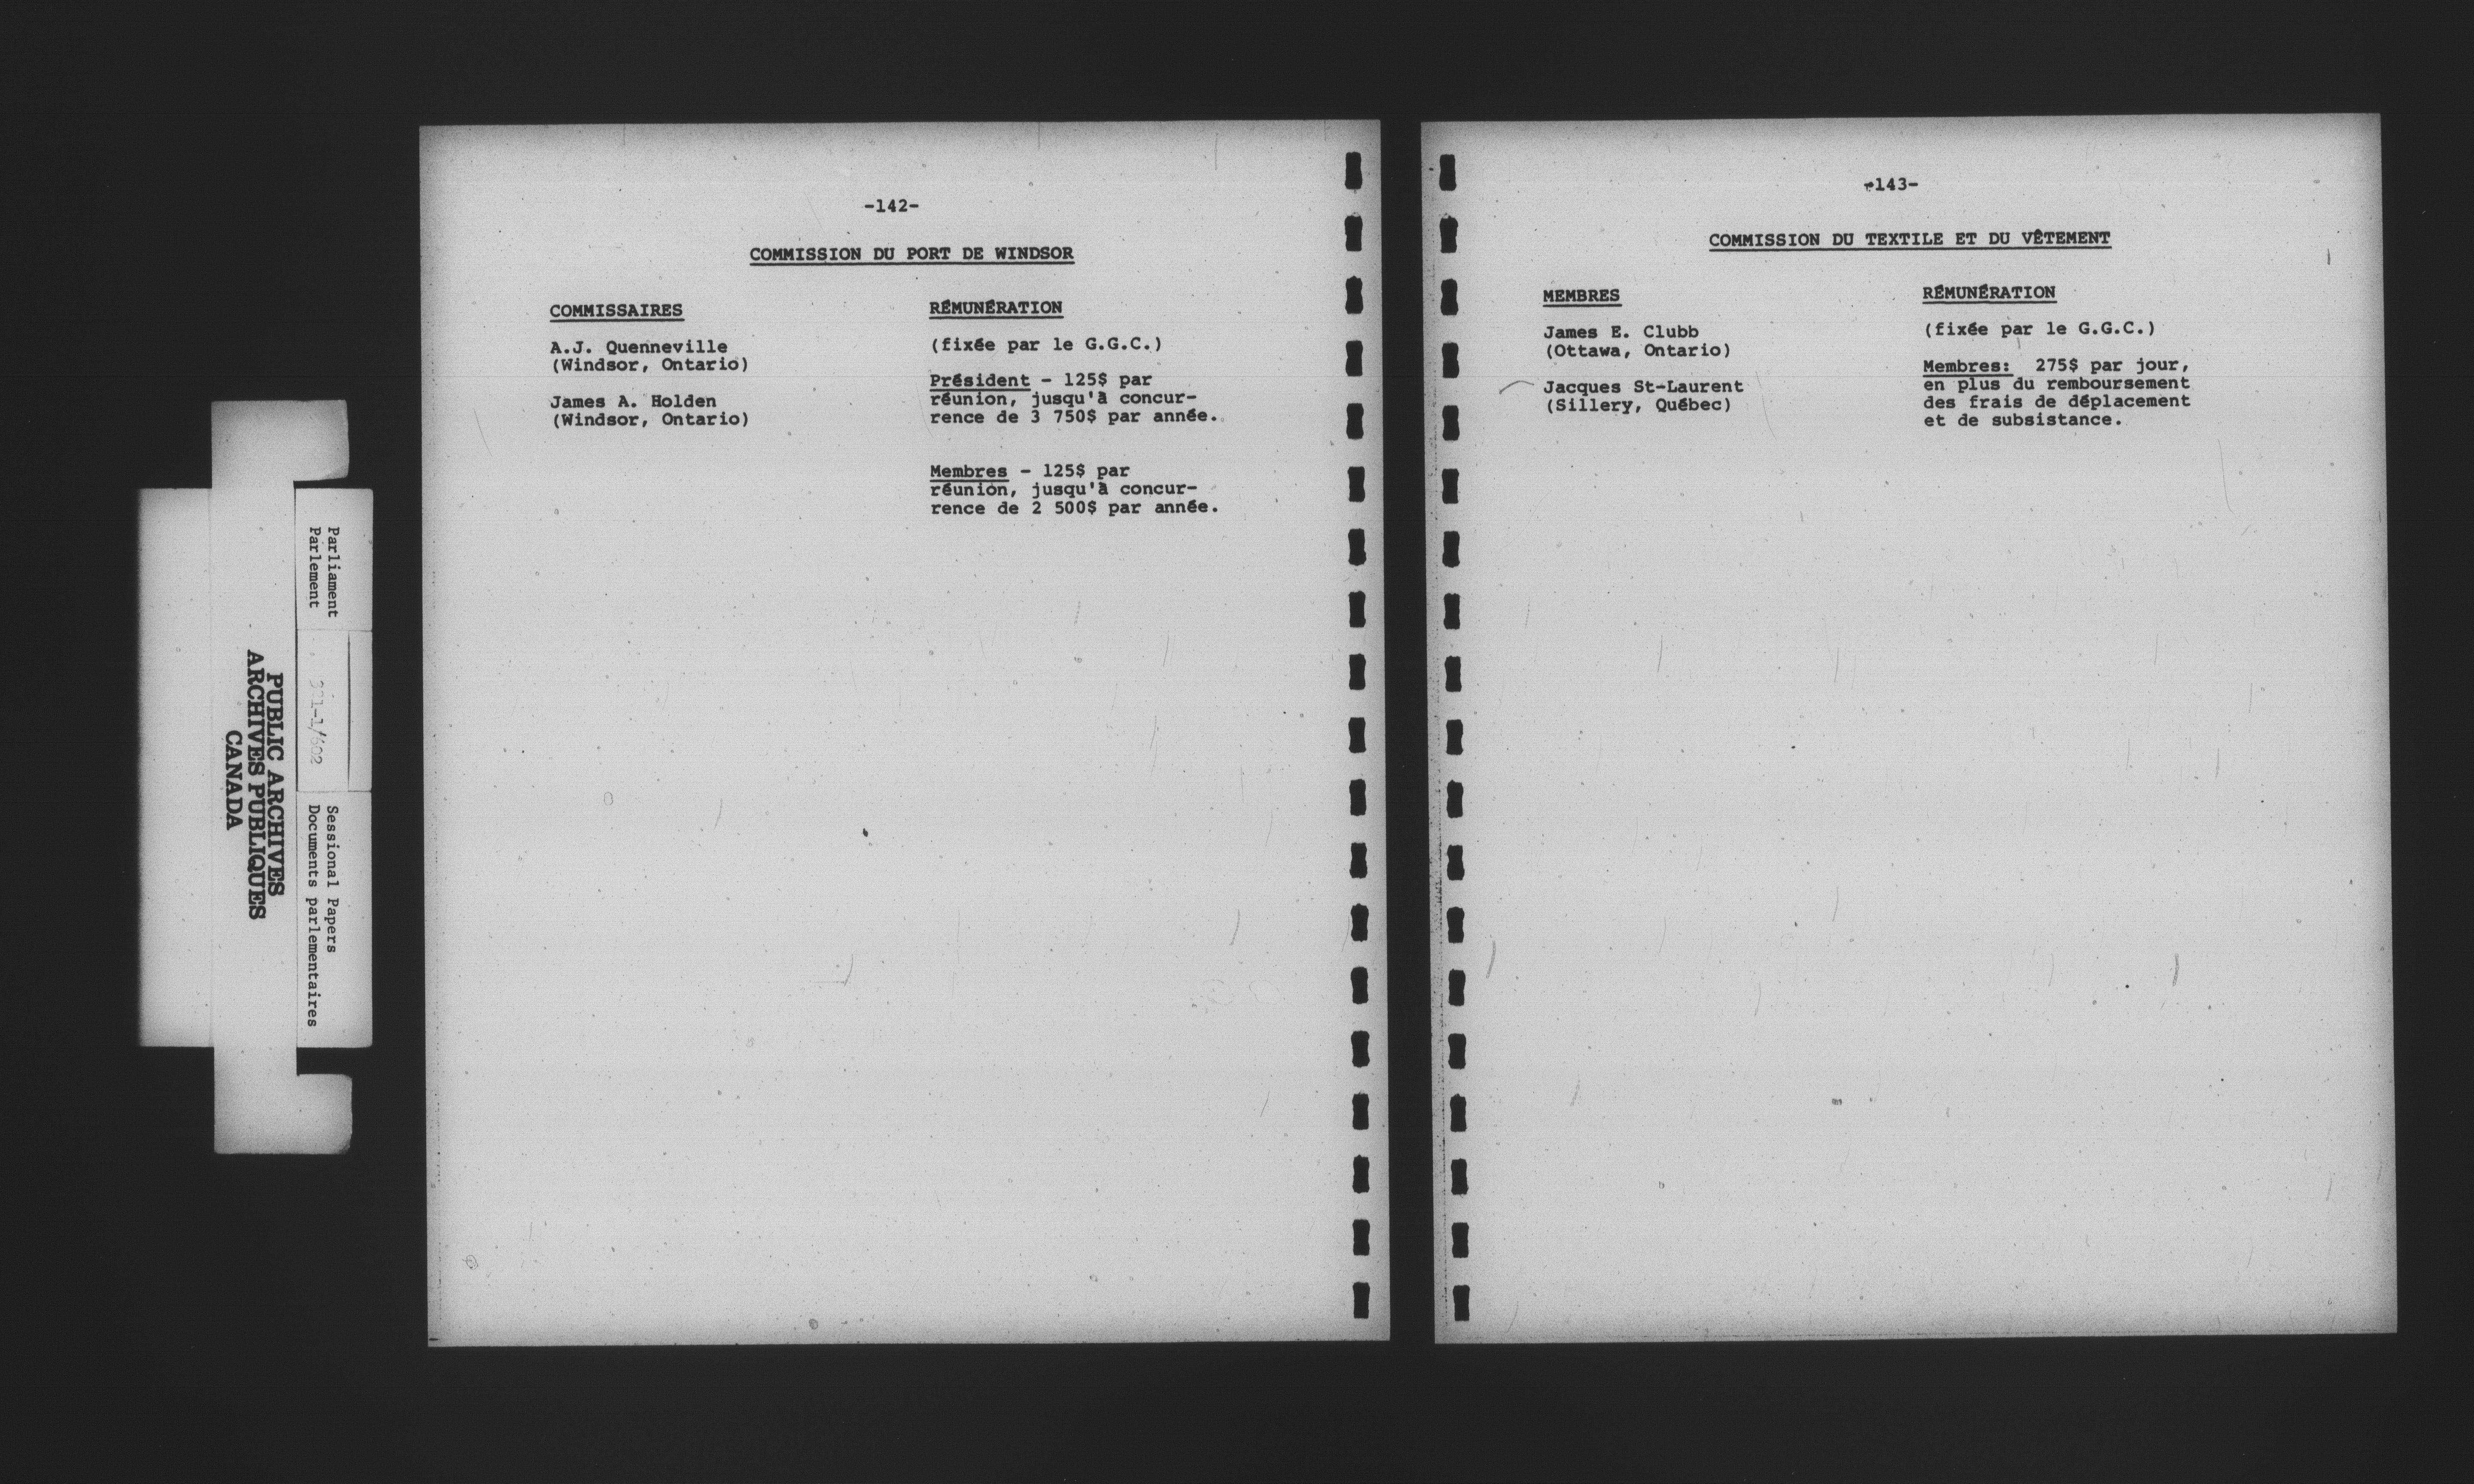 Parliament
Parlement
Sessional Papers
Documents parlementaires
PUBLIC ARCHIVES
ARCHIVES PUBLIQUES
CANADA
-142-
COMMISSION DU PORT DE WINDSOR
COMMISSAIRES
A.J. Quenneville
(Windsor, Ontario)
James A. Holden
(Windsor, Ontario)
RÉMUNÉRATION
(fixée par le G.G.C.)
Président - 125$ par
réunion, jusqu'à concur-
rence de 3 750$ par année.
Membres - 125$ par
réunion, jusqu'à concur-
rence de 2 500$ par année.
-143-
COMMISSION DU TEXTILE ET DU VÊTEMENT
MEMBRES
James E. Clubb
(Ottawa, Ontario)
Jacques St-Laurent
(Sillery, Québec)
RÉMUNÉRATION
(fixée par le G.G.C.)
Membres: 275$ par jour,
en plus du remboursement
des frais de déplacement
et de subsistance.